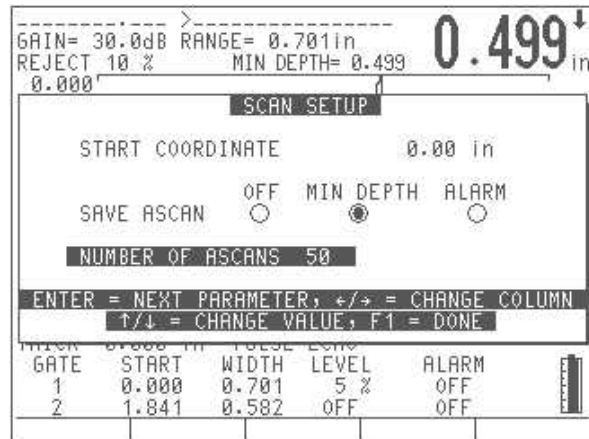 --------.---- >------------------
GAIN= 30.0dB RANGE= 0.701in
0.499 in
REJECT 10 % MIN DEPTH= 0.499
0.000
SCAN SETUP
START COORDINATE 0.00 in
OFF MIN DEPTH ALARM
SAVE ASCAN
NUMBER OF ASCANS 50
ENTER = NEXT PARAMETER, ←/→ = CHANGE COLUMN
↑/↓ = CHANGE VALUE, F1 = DONE
GATE START WIDTH LEVEL ALARM
1 0.000 0.701 5 % OFF
2 1.841 0.582 OFF OFF